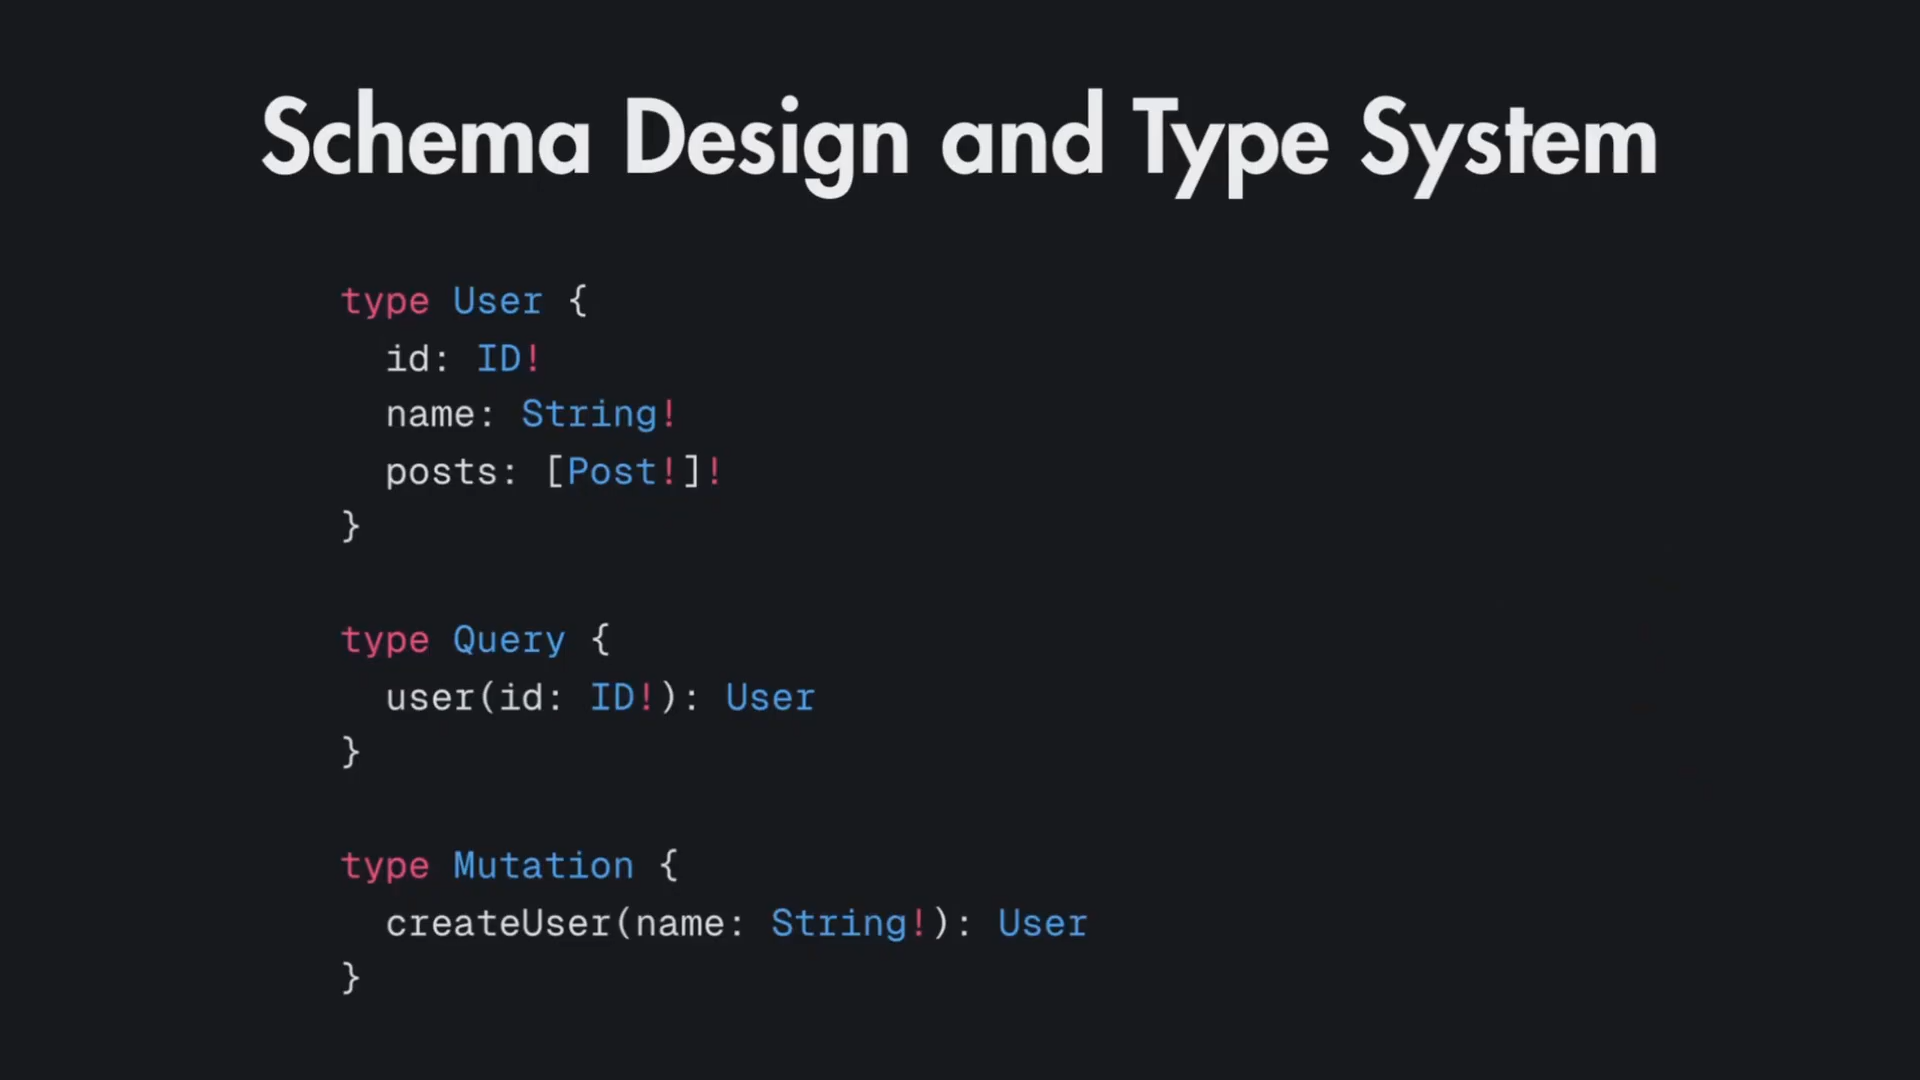 Schema Design and Type System
type User {
  id: ID!
  name: String!
  posts: [Post!]!
}
type Query {
  user(id: ID!): User
}
type Mutation {
  createUser(name: String!): User
}